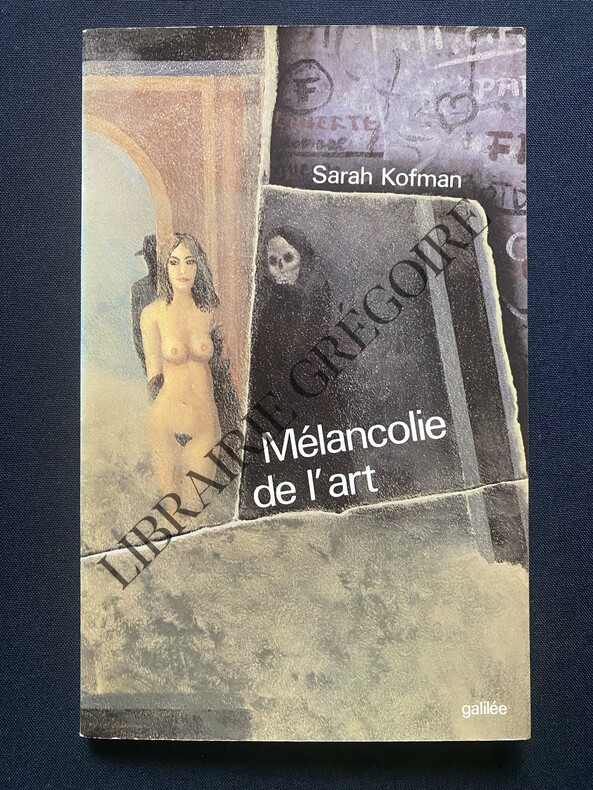 F
Sarah Kofman
Mélancolie
de l'art
galilée
LIBRAIRIE GRÉGOIRE